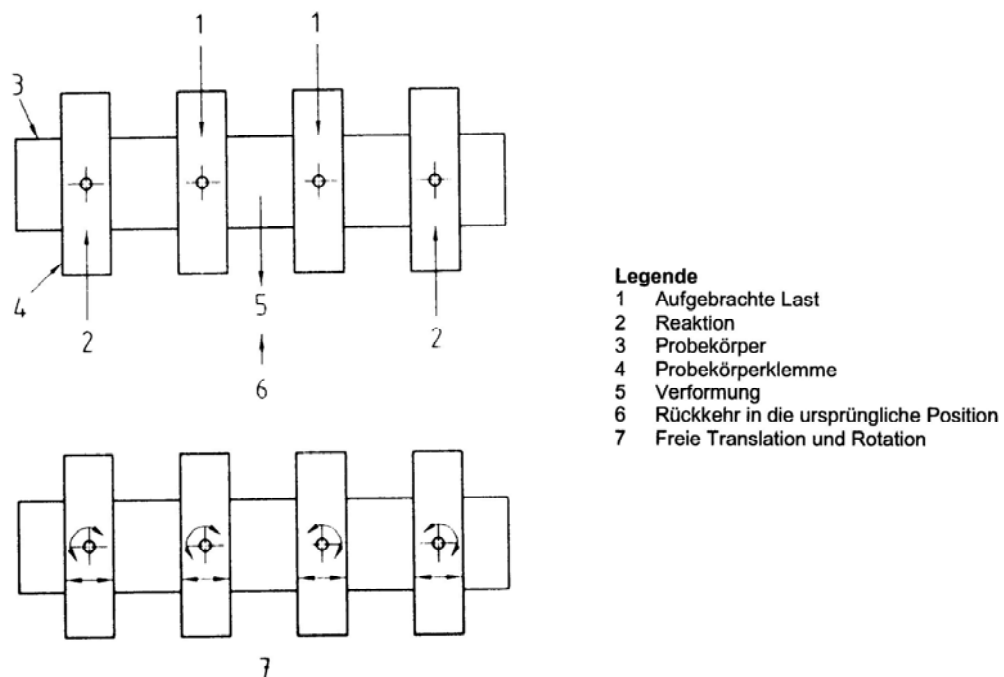 1 1
3
4
2 5 2
6
7
Legende
1 Aufgebrachte Last
2 Reaktion
3 Probekörper
4 Probekörperklemme
5 Verformung
6 Rückkehr in die ursprüngliche Position
7 Freie Translation und Rotation